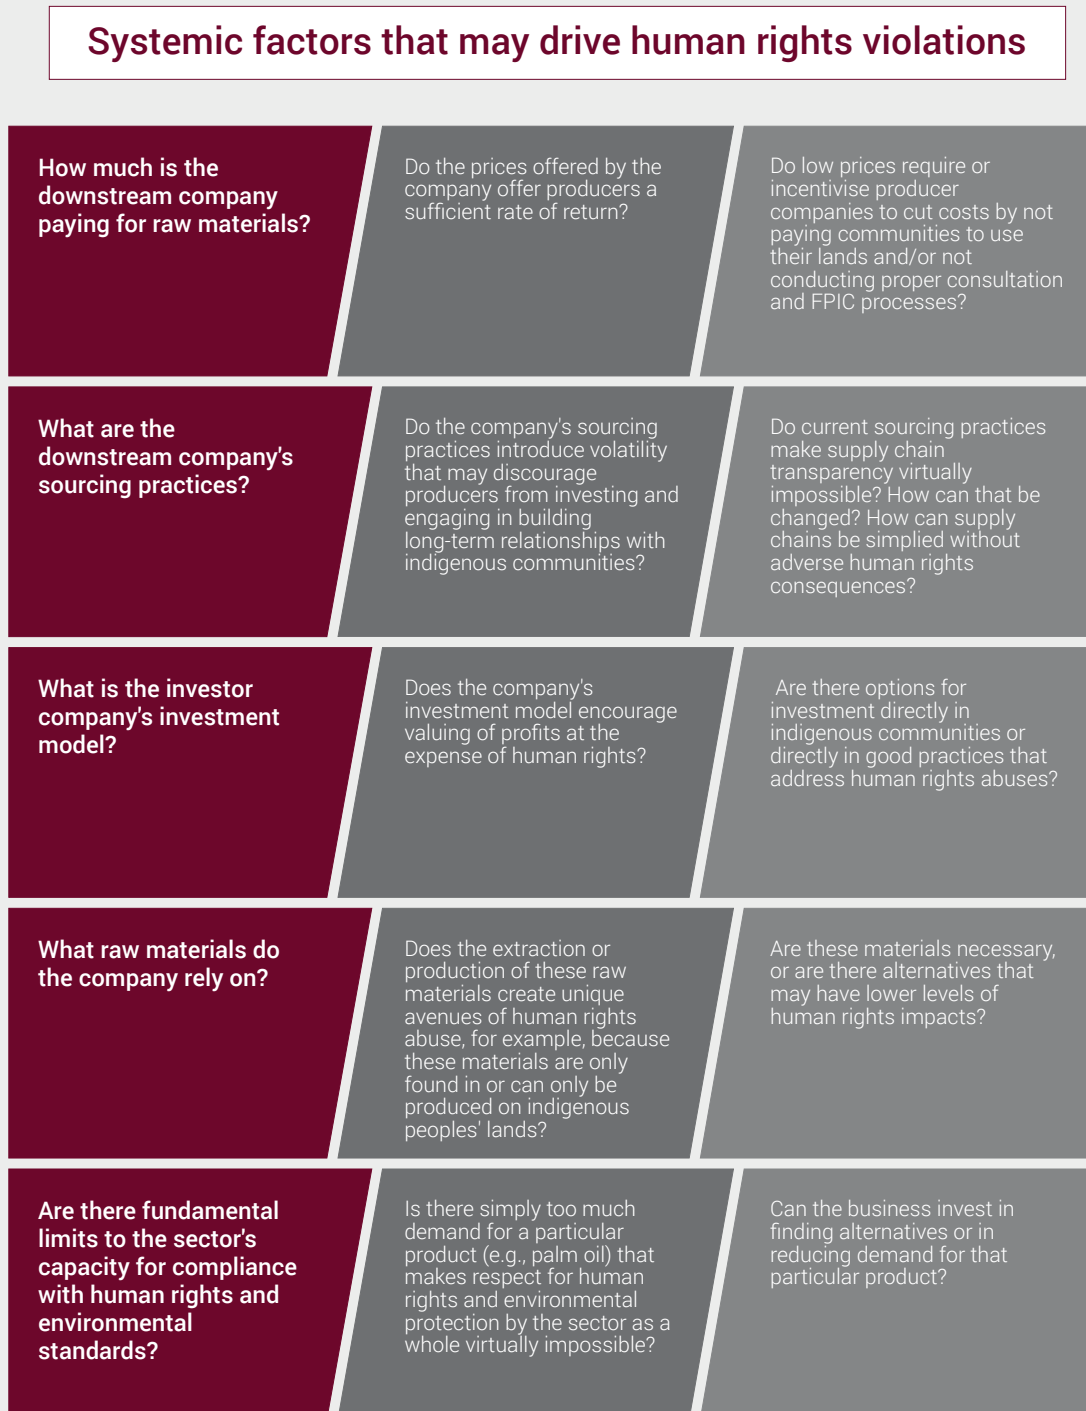 Systemic factors that may drive human rights violations
How much is the
downstream company
paying for raw materials?
Do the prices offered by the
company offer producers a
sufficient rate of return?
Do low prices require or
incentivise producer
companies to cut costs by not
paying communities to use
their lands and/or not
conducting proper consultation
and FPIC processes?
What are the
downstream company's
sourcing practices?
Do the company's sourcing
practices introduce volatility
that may discourage
producers from investing and
engaging in building
long-term relationships with
indigenous communities?
Do current sourcing practices
make supply chain
transparency virtually
impossible? How can that be
changed? How can supply
chains be simplied without
adverse human rights
consequences?
What is the investor
company's investment
model?
Does the company's
investment model encourage
valuing of profits at the
expense of human rights?
Are there options for
investment directly in
indigenous communities or
directly in good practices that
address human rights abuses?
What raw materials do
the company rely on?
Does the extraction or
production of these raw
materials create unique
avenues of human rights
abuse, for example, because
these materials are only
found in or can only be
produced on indigenous
peoples' lands?
Are these materials necessary,
or are there alternatives that
may have lower levels of
human rights impacts?
Are there fundamental
limits to the sector's
capacity for compliance
with human rights and
environmental
standards?
Is there simply too much
demand for a particular
product (e.g., palm oil) that
makes respect for human
rights and environmental
protection by the sector as a
whole virtually impossible?
Can the business invest in
finding alternatives or in
reducing demand for that
particular product?